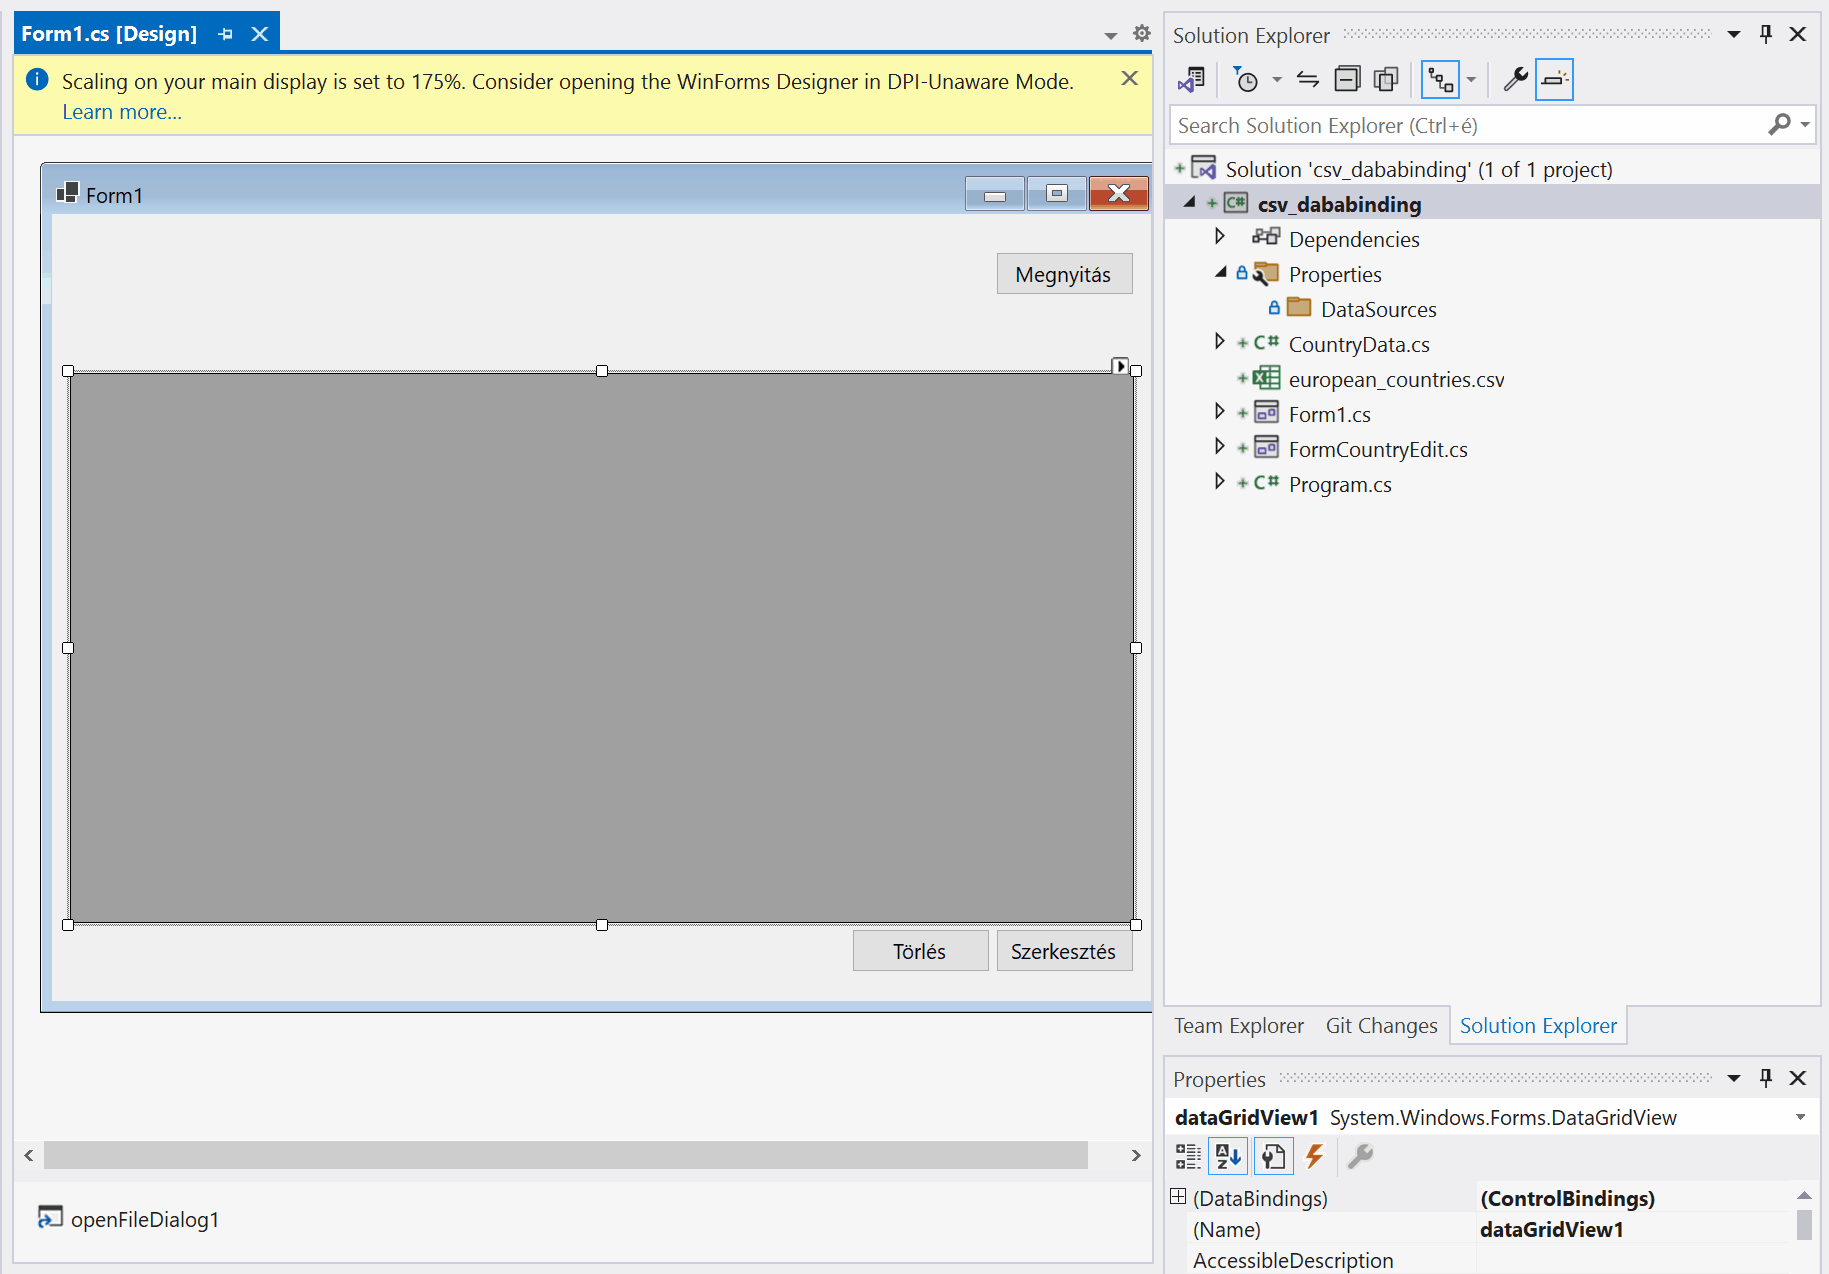 Form1.cs [Design]
Scaling on your main display is set to 175%. Consider opening the WinForms Designer in DPI-Unaware Mode.
Learn more...
Form1
Megnyitás
Törlés
Szerkesztés
openFileDialog1
Solution Explorer
Search Solution Explorer (Ctrl+é)
Solution 'csv_dababinding' (1 of 1 project)
C# csv_dababinding
Dependencies
Properties
DataSources
C# CountryData.cs
european_countries.csv
Form1.cs
FormCountryEdit.cs
C# Program.cs
Team Explorer Git Changes Solution Explorer
Properties
dataGridView1 System.Windows.Forms.DataGridView
(DataBindings) (ControlBindings)
(Name) dataGridView1
AccessibleDescription